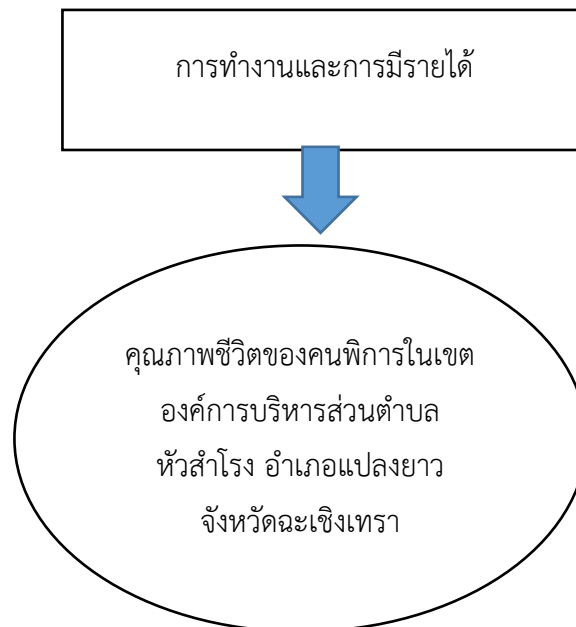 การทำงานและการมีรายได้
คุณภาพชีวิตของคนพิการในเขต
องค์การบริหารส่วนตำบล
หัวสำโรง อำเภอแปลงยาว
จังหวัดฉะเชิงเทรา